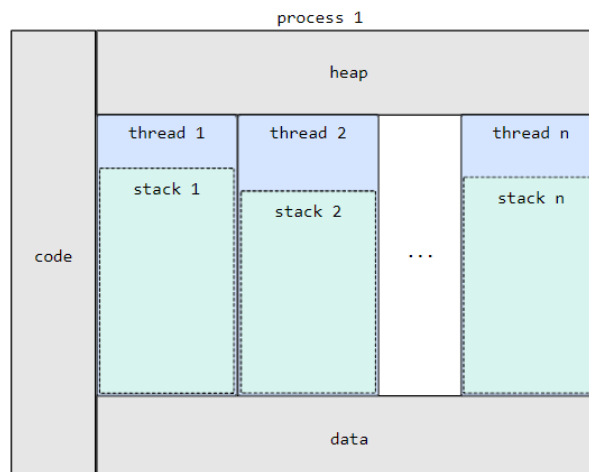 process 1
heap
thread 1
thread 2
thread n
stack 1
stack 2
stack n
code
...
data